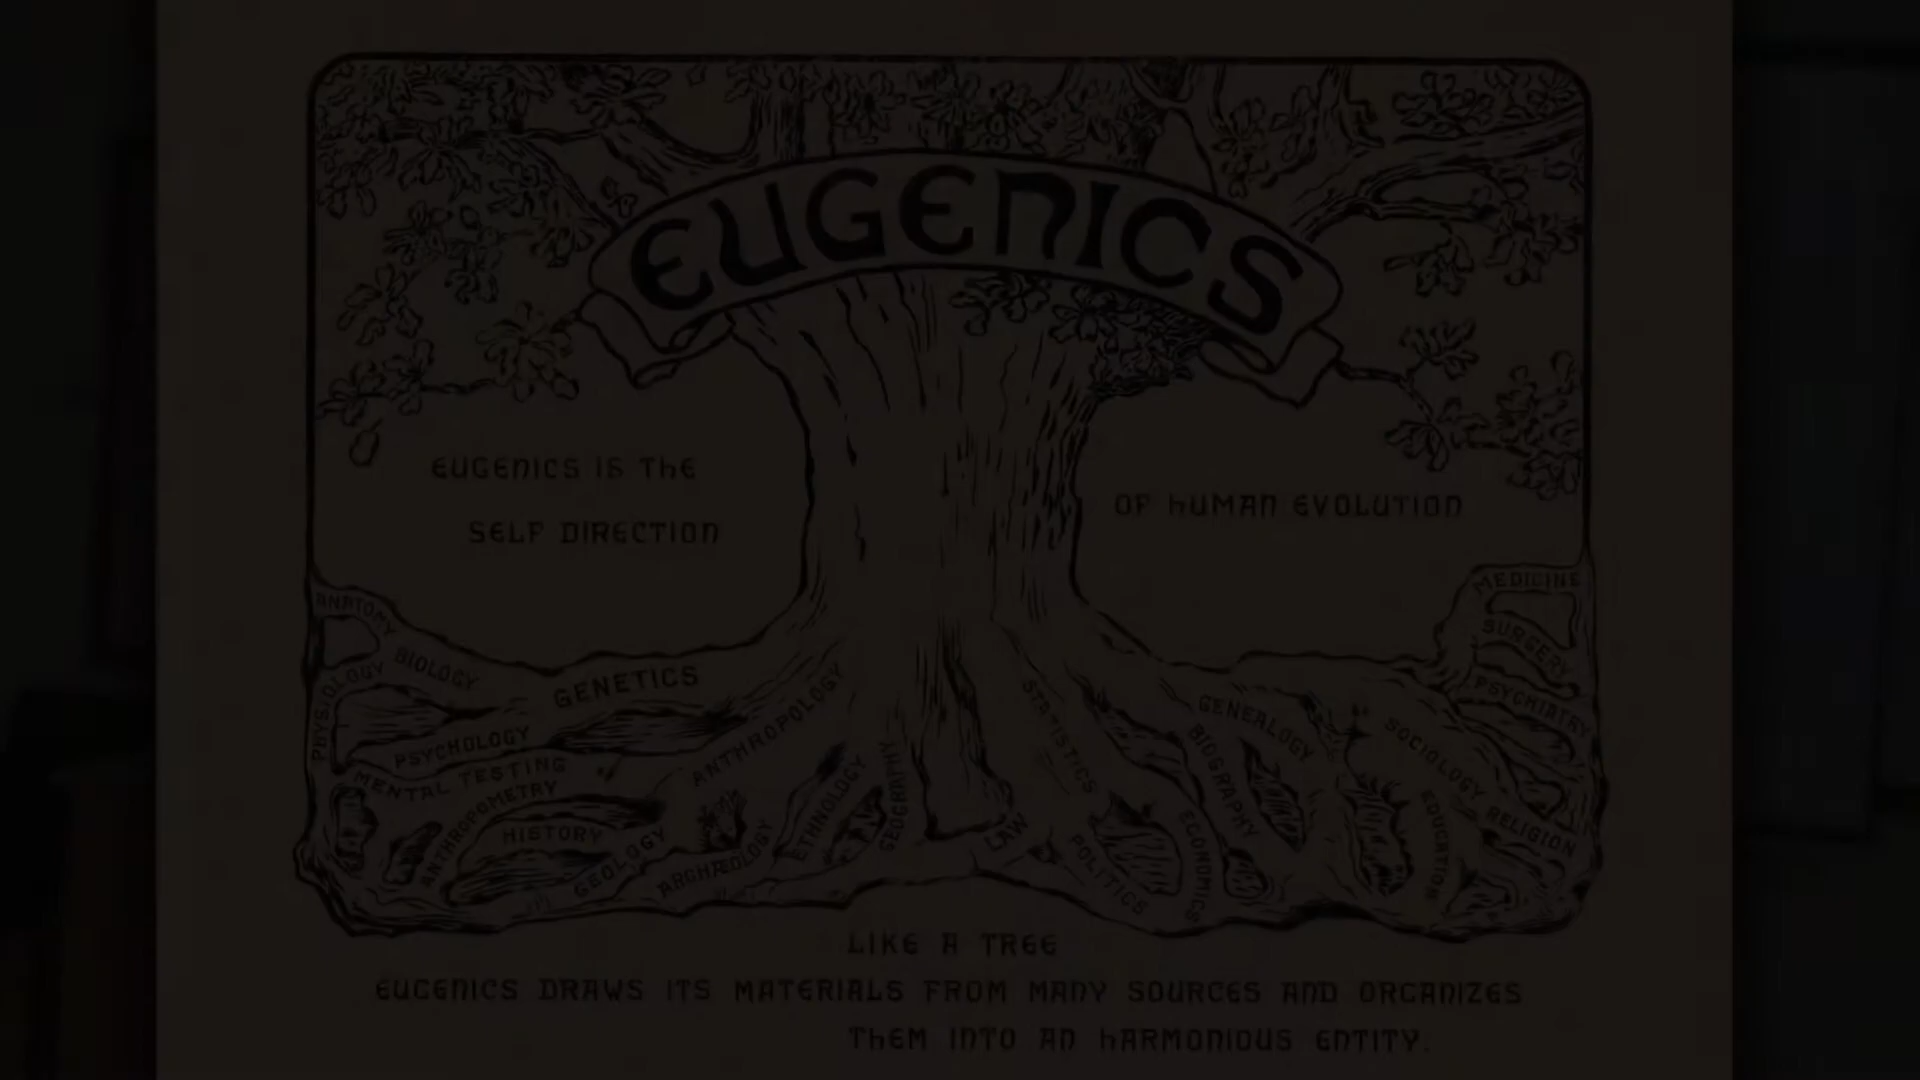 EUGENICS
EUGENICS IS THE
SELF DIRECTION
OF HUMAN EVOLUTION
ANATOMY
BIOLOGY
PHYSIOLOGY
GENETICS
PSYCHOLOGY
MENTAL TESTING
ANTHROPOMETRY
HISTORY
GEOLOGY
ANTHROPOLOGY
ARCHÆOLOGY
ETHNOLOGY
GEOGRAPHY
LAW
STATISTICS
POLITICS
ECONOMICS
BIOGRAPHY
GENEALOGY
EDUCATION
SOCIOLOGY
RELIGION
PSYCHIATRY
SURGERY
MEDICINE
LIKE A TREE
EUGENICS DRAWS ITS MATERIALS FROM MANY SOURCES AND ORGANIZES
THEM INTO AN HARMONIOUS ENTITY.